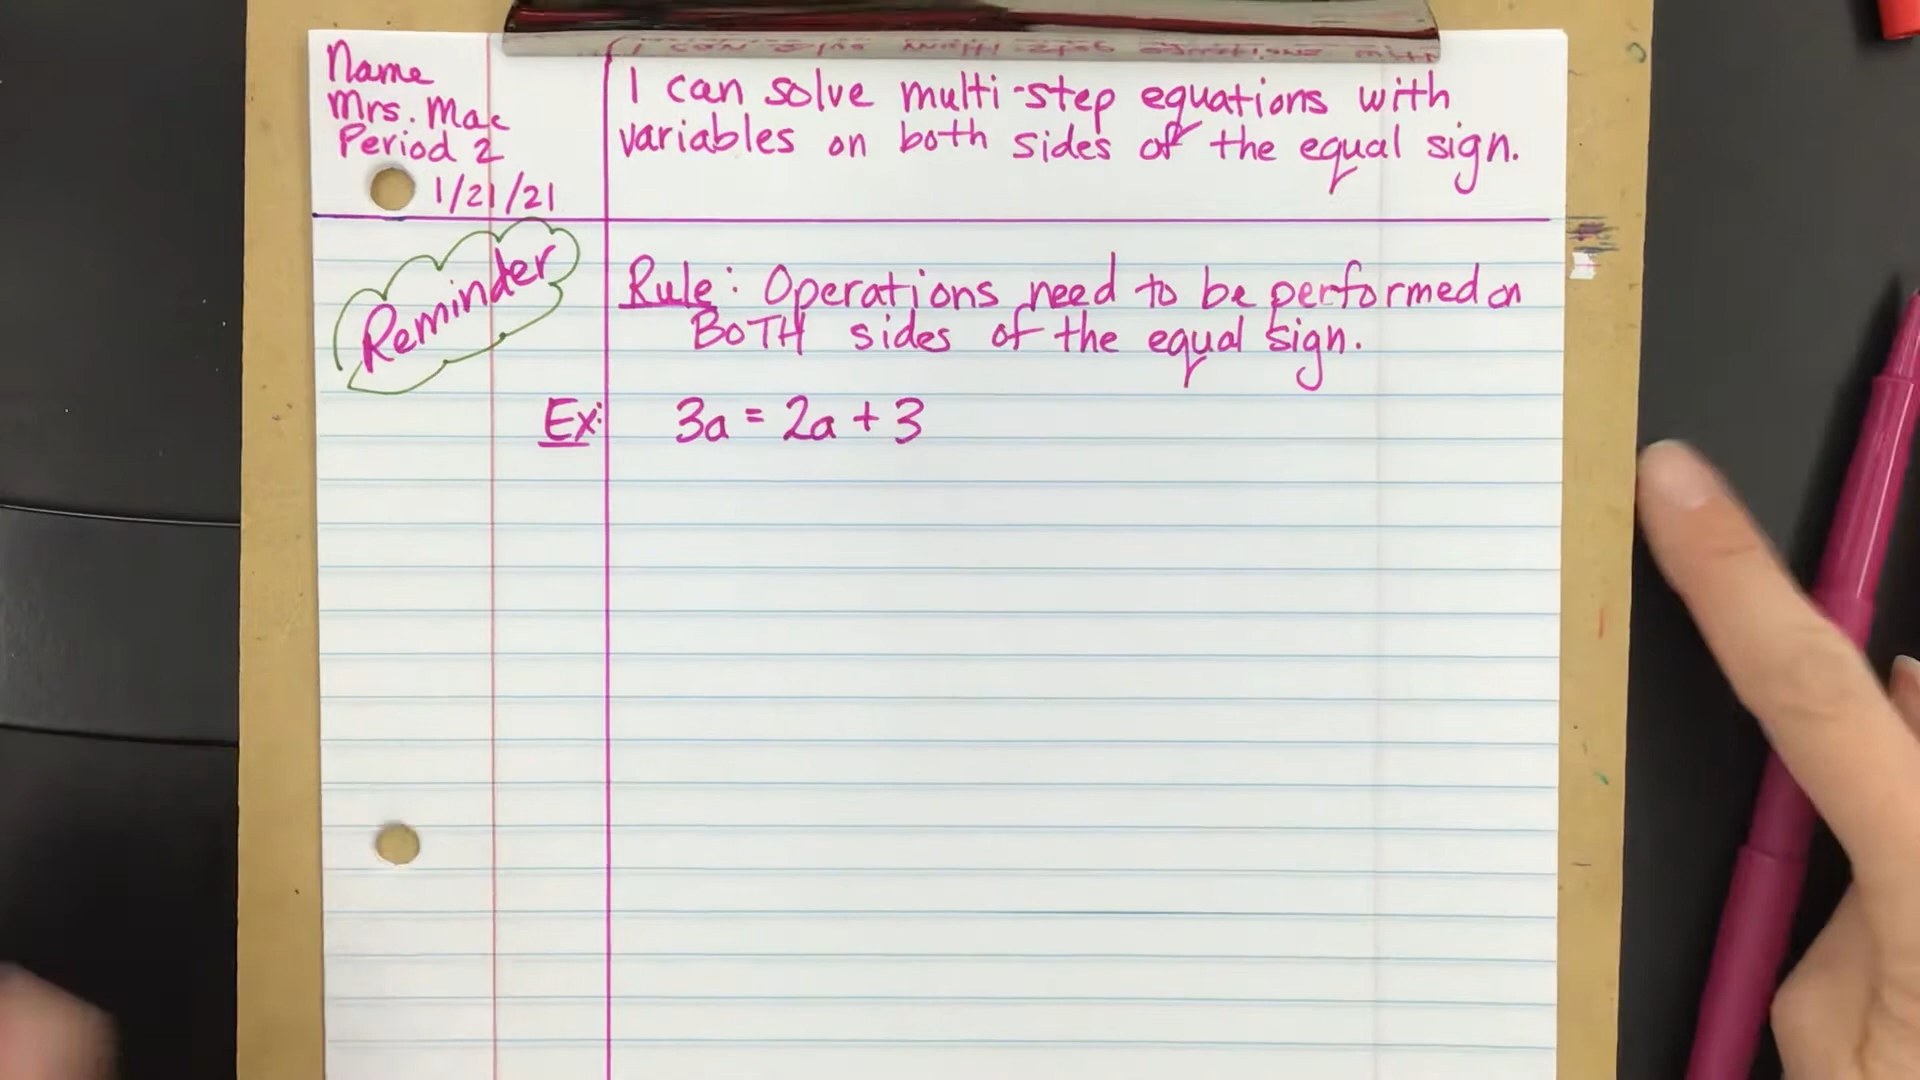 Name
Mrs. Mac
Period 2
1/21/21
I can solve multi-step equations with
variables on both sides of the equal sign.
Reminder
Rule: Operations need to be performed on
BOTH sides of the equal sign.
Ex: 3a = 2a + 3